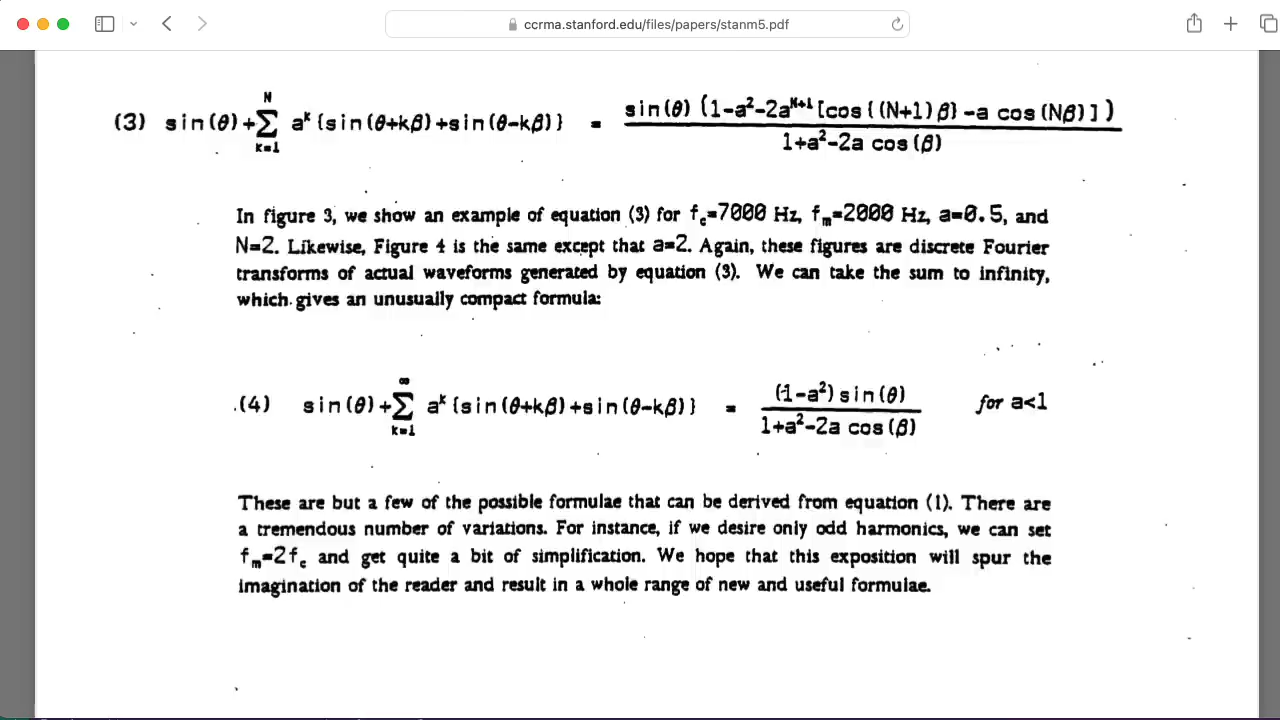 ccrma.stanford.edu/files/papers/stanm5.pdf
(3) sin(θ)+∑_{k=1}^{N} a^k{sin(θ+kβ)+sin(θ-kβ)} = sin(θ)(1-a²-2a^{N+1}[cos{(N+1)β}-a cos(Nβ)]) / 1+a²-2a cos(β)
In figure 3, we show an example of equation (3) for f_c=7000 Hz, f_m=2000 Hz, a=0.5, and
N=2. Likewise, Figure 4 is the same except that a=2. Again, these figures are discrete Fourier
transforms of actual waveforms generated by equation (3). We can take the sum to infinity,
which gives an unusually compact formula:
(4) sin(θ)+∑_{k=1}^{∞} a^k{sin(θ+kβ)+sin(θ-kβ)} = (1-a²)sin(θ) / 1+a²-2a cos(β) for a<1
These are but a few of the possible formulae that can be derived from equation (1). There are
a tremendous number of variations. For instance, if we desire only odd harmonics, we can set
f_m=2f_c and get quite a bit of simplification. We hope that this exposition will spur the
imagination of the reader and result in a whole range of new and useful formulae.